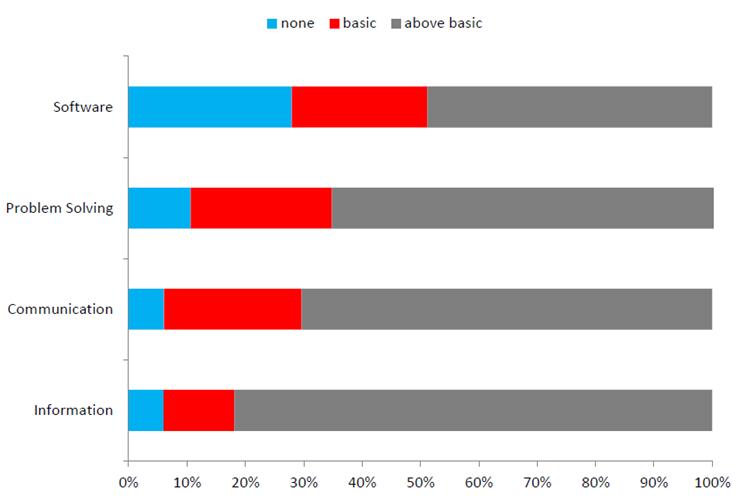 none basic above basic
Software
Problem Solving
Communication
Information
0% 10% 20% 30% 40% 50% 60% 70% 80% 90% 100%